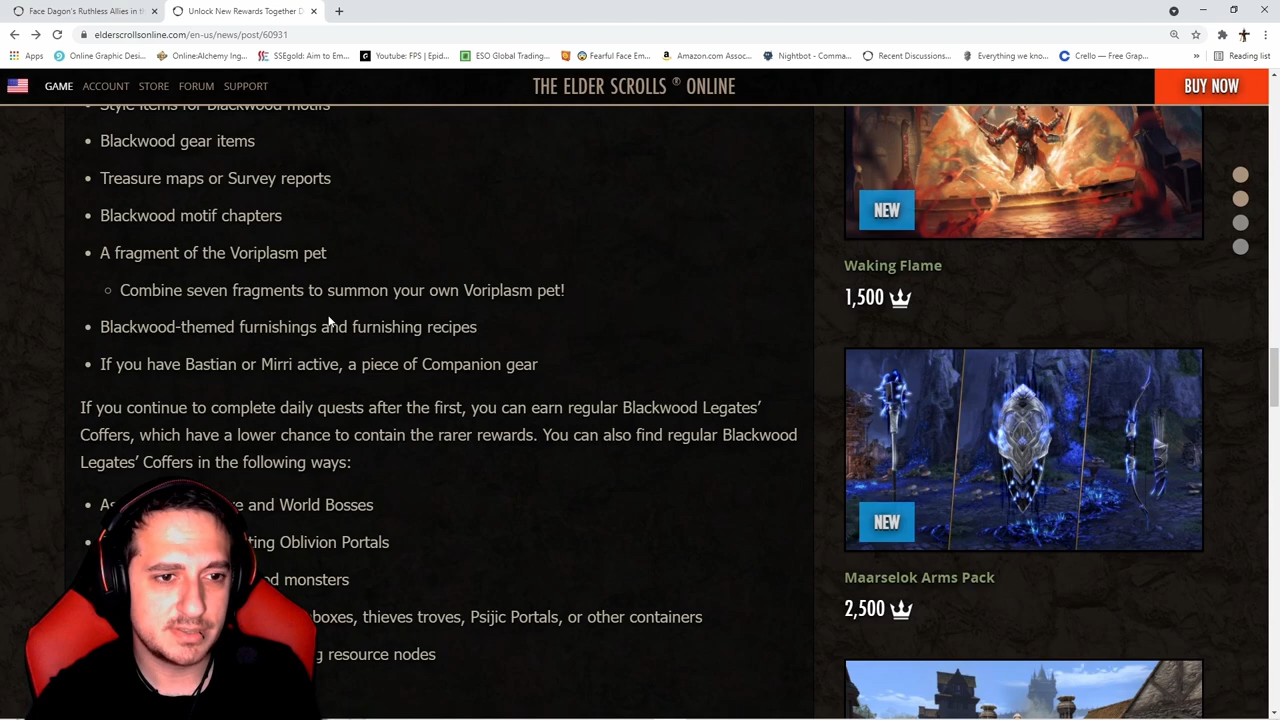 Face Dagon's Ruthless Allies in th
Unlock New Rewards Together D
elderscrollsonline.com/en-us/news/post/60931
Apps
Online Graphic Desi...
Online:Alchemy Ing...
SSEgold: Aim to Em...
Youtube: FPS | Epid...
ESO Global Trading...
Fearful Face Em...
Amazon.com Assoc...
Nightbot - Comma...
Recent Discussions...
Everything we kno...
Crello — Free Grap...
»
Reading list
GAME ACCOUNT STORE FORUM SUPPORT
THE ELDER SCROLLS ® ONLINE
BUY NOW
Style items for Blackwood motifs
Blackwood gear items
Treasure maps or Survey reports
Blackwood motif chapters
A fragment of the Voriplasm pet
Combine seven fragments to summon your own Voriplasm pet!
Blackwood-themed furnishings and furnishing recipes
If you have Bastian or Mirri active, a piece of Companion gear
If you continue to complete daily quests after the first, you can earn regular Blackwood Legates'
Coffers, which have a lower chance to contain the rarer rewards. You can also find regular Blackwood
Legates' Coffers in the following ways:
and World Bosses
Oblivion Portals
monsters
thieves troves, Psijic Portals, or other containers
resource nodes
NEW
Waking Flame
1,500
NEW
Maarselok Arms Pack
2,500